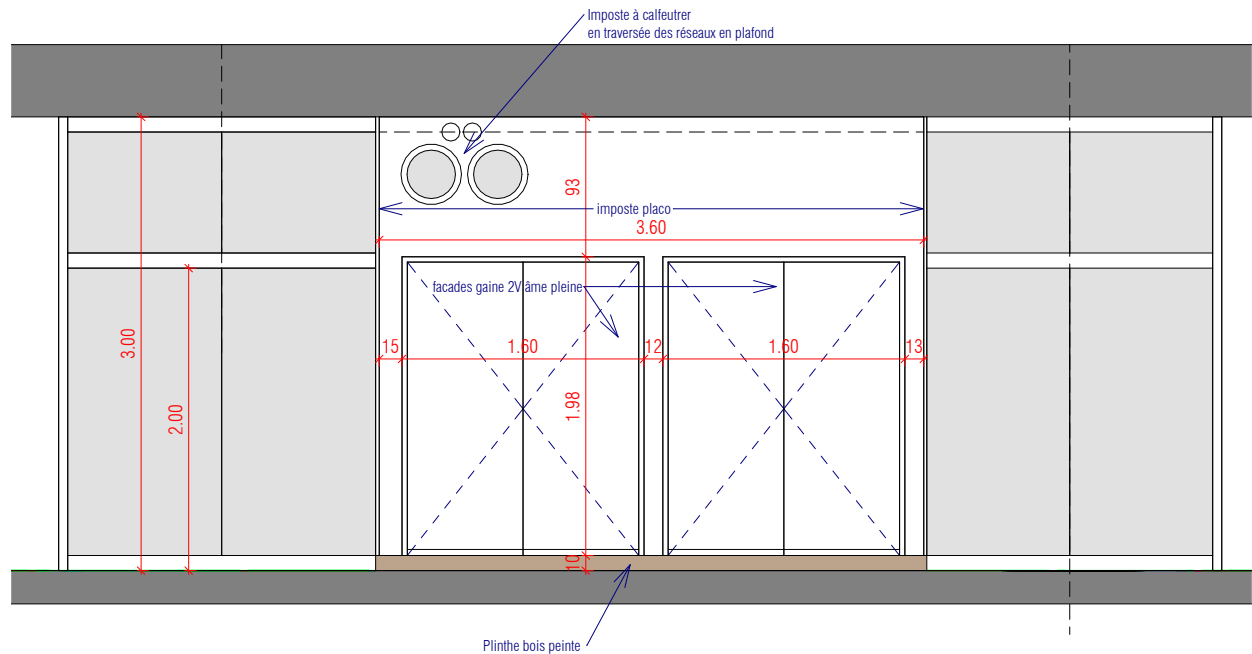 Imposte à calfeutrer
en traversée des réseaux en plafond
93
imposte placo
3.60
facades gaine 2V âme pleine
3.00
15
1.60
12
1.60
13
2.00
1.98
10
Plinthe bois peinte